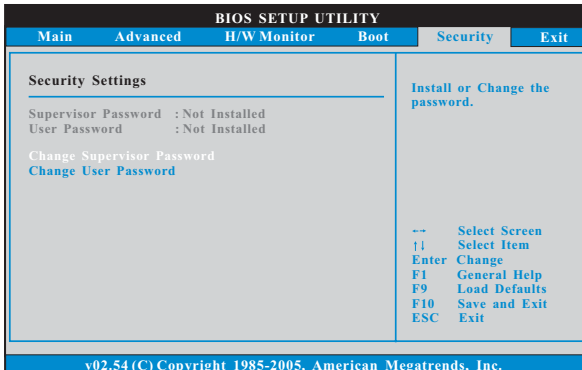 BIOS SETUP UTILITY
Main Advanced H/W Monitor Boot Security Exit
Security Settings
Supervisor Password : Not Installed
User Password : Not Installed
Change Supervisor Password
Change User Password
Install or Change the
password.
←→ Select Screen
↑↓ Select Item
Enter Change
F1 General Help
F9 Load Defaults
F10 Save and Exit
ESC Exit
v02.54 (C) Copyright 1985-2005, American Megatrends, Inc.